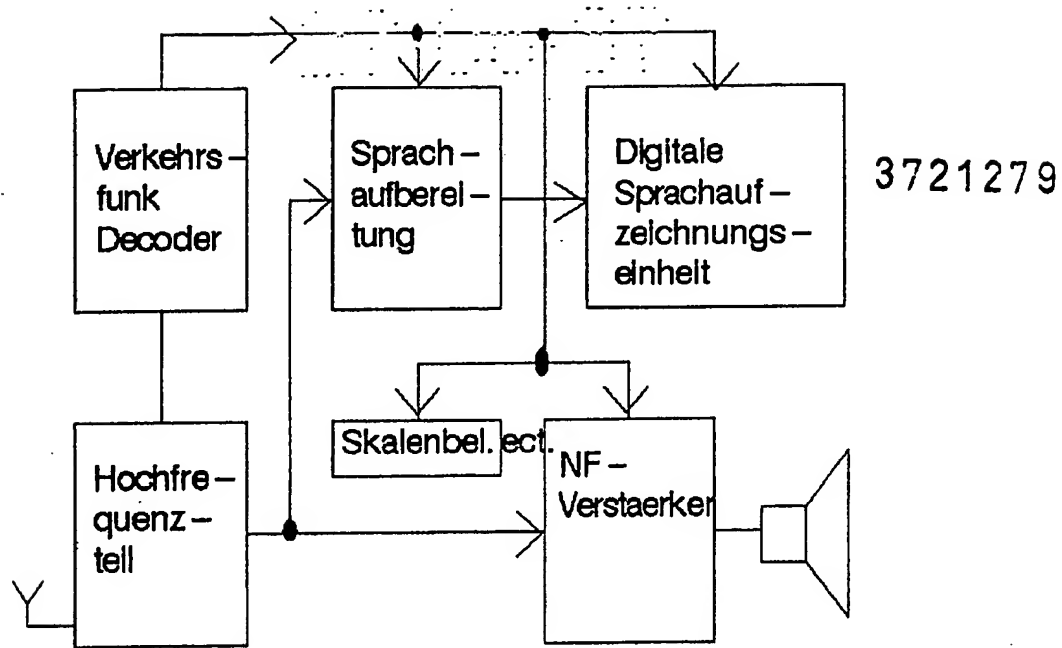 Verkehrs–
funk
Decoder
Sprach–
aufberei–
tung
Digitale
Sprachauf–
zeichnungs–
einheit
3721279
Hochfre–
quenz–
teil
Skalenbel. ect.
NF–
Verstaerker